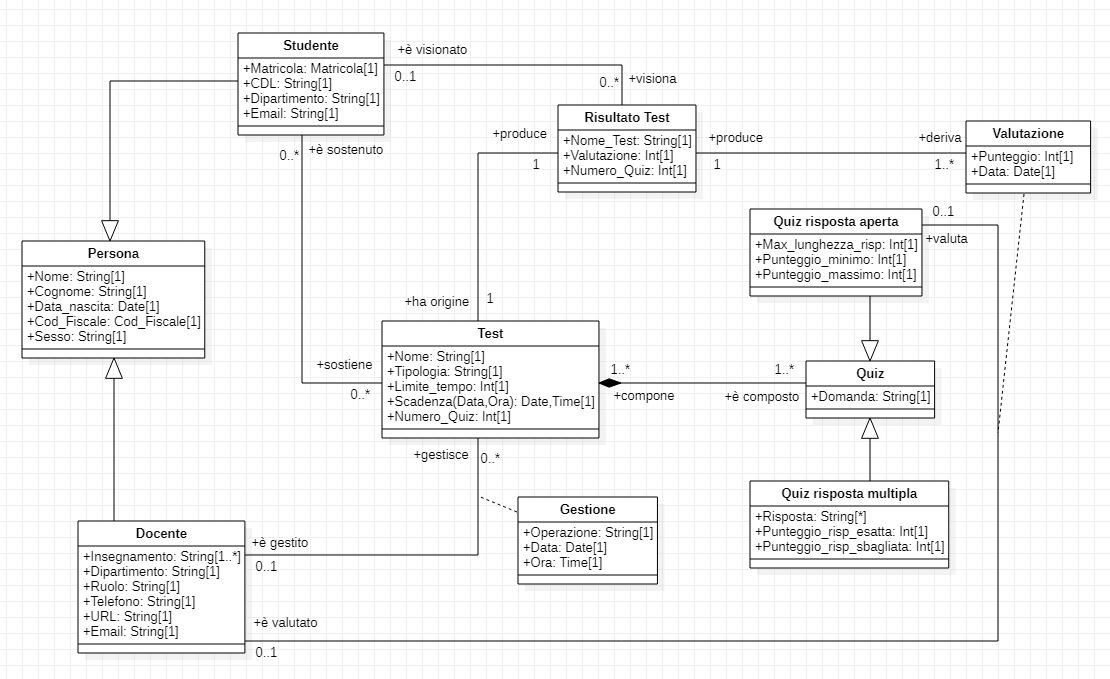 Studente
+Matricola: Matricola[1]
+CDL: String[1]
+Dipartimento: String[1]
+Email: String[1]
+è visionato
0..1
0..*
+visiona
Risultato Test
+Nome_Test: String[1]
+Valutazione: Int[1]
+Numero_Quiz: Int[1]
+produce
1
+produce
1
+deriva
1..*
Valutazione
+Punteggio: Int[1]
+Data: Date[1]
0..*
+è sostenuto
Quiz risposta aperta
+Max_lunghezza_risp: Int[1]
+Punteggio_minimo: Int[1]
+Punteggio_massimo: Int[1]
0..1
+valuta
Persona
+Nome: String[1]
+Cognome: String[1]
+Data_nascita: Date[1]
+Cod_Fiscale: Cod_Fiscale[1]
+Sesso: String[1]
+ha origine
1
Test
+Nome: String[1]
+Tipologia: String[1]
+Limite_tempo: Int[1]
+Scadenza(Data,Ora): Date,Time[1]
+Numero_Quiz: Int[1]
+sostiene
0..*
1..*
+compone
1..*
+è composto
Quiz
+Domanda: String[1]
+gestisce
0..*
Gestione
+Operazione: String[1]
+Data: Date[1]
+Ora: Time[1]
Quiz risposta multipla
+Risposta: String[*]
+Punteggio_risp_esatta: Int[1]
+Punteggio_risp_sbagliata: Int[1]
Docente
+Insegnamento: String[1..*]
+Dipartimento: String[1]
+Ruolo: String[1]
+Telefono: String[1]
+URL: String[1]
+Email: String[1]
+è gestito
0..1
+è valutato
0..1